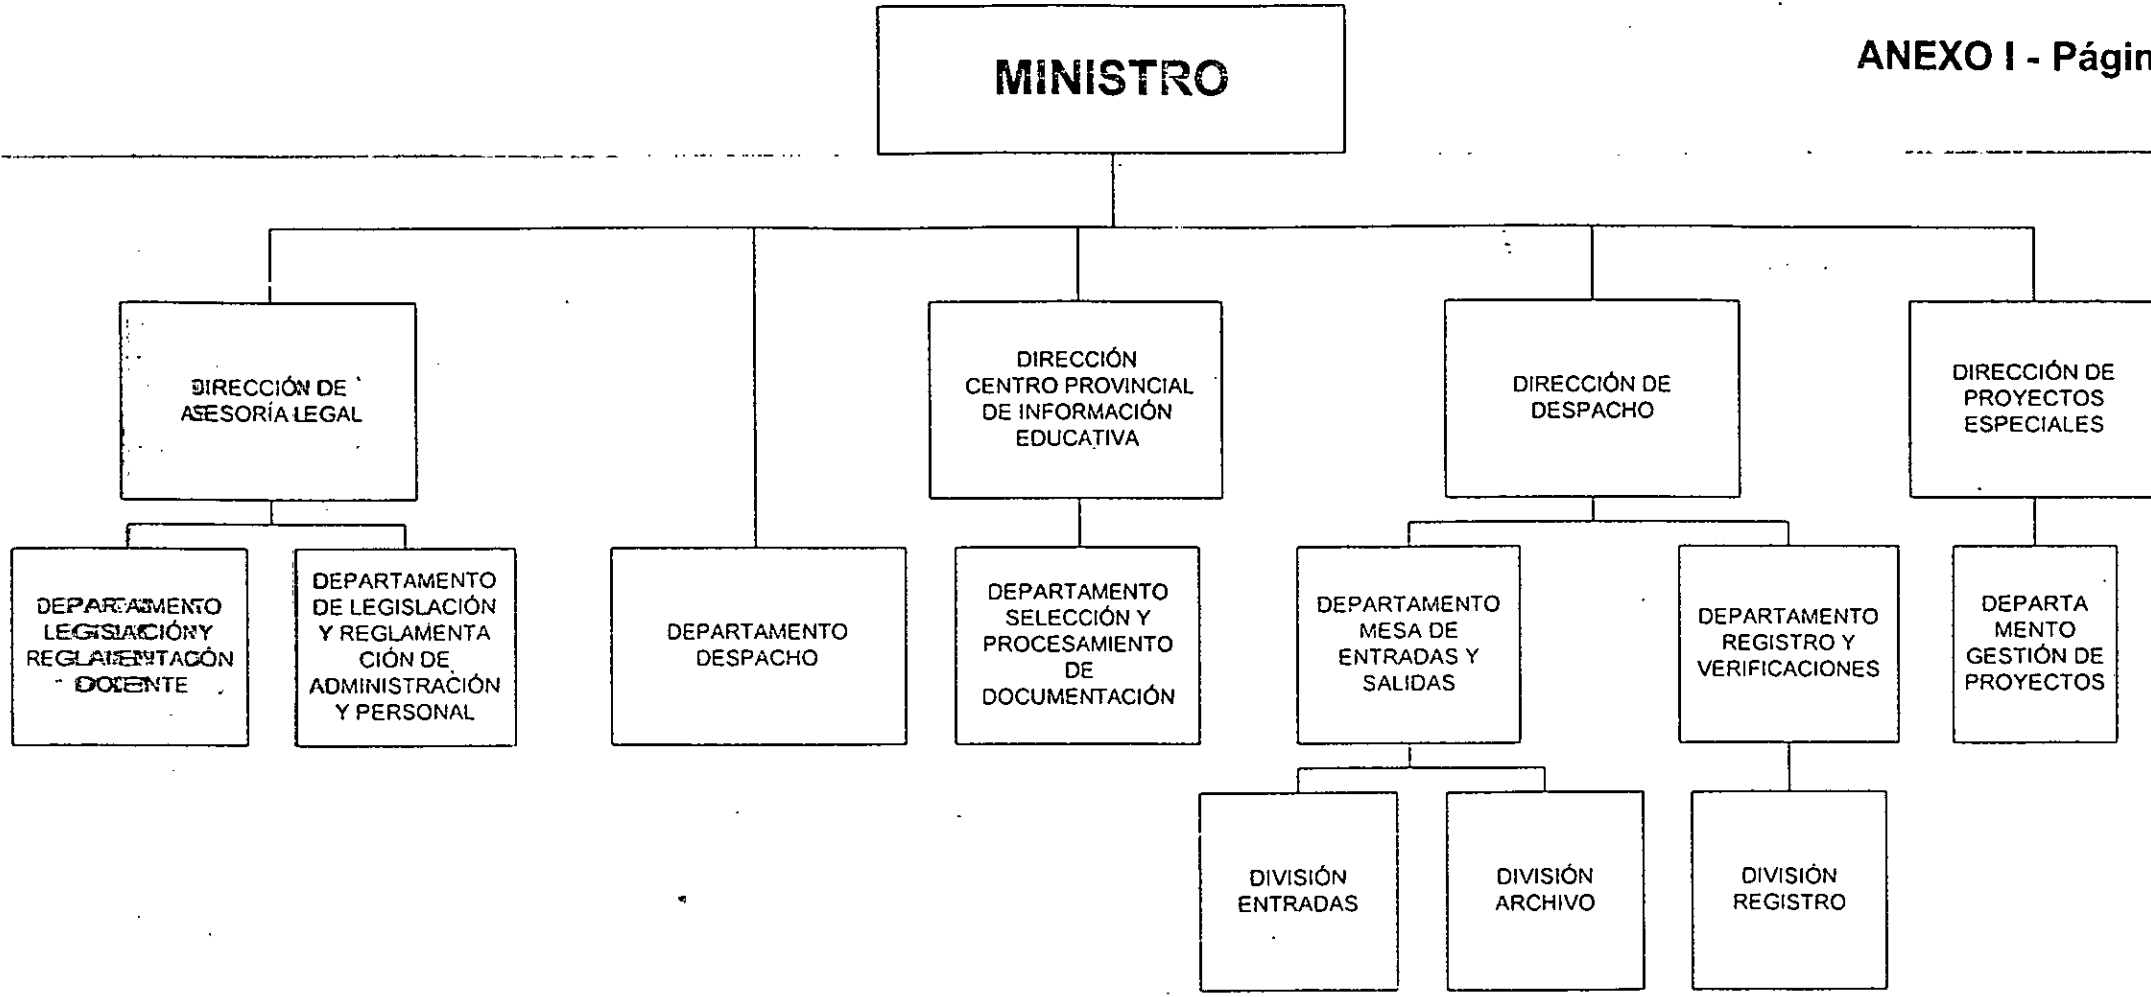 MINISTRO
ANEXO I - Págin
DIRECCIÓN DE
ASESORÍA LEGAL
DIRECCIÓN
CENTRO PROVINCIAL
DE INFORMACIÓN
EDUCATIVA
DIRECCIÓN DE
DESPACHO
DIRECCIÓN DE
PROYECTOS
ESPECIALES
DEPARTAMENTO
LEGISLACIÓN Y
REGLAMENTACIÓN
DOCENTE
DEPARTAMENTO
DE LEGISLACIÓN
Y REGLAMENTA
CIÓN DE
ADMINISTRACIÓN
Y PERSONAL
DEPARTAMENTO
DESPACHO
DEPARTAMENTO
SELECCIÓN Y
PROCESAMIENTO
DE
DOCUMENTACIÓN
DEPARTAMENTO
MESA DE
ENTRADAS Y
SALIDAS
DEPARTAMENTO
REGISTRO Y
VERIFICACIONES
DEPARTA
MENTO
GESTIÓN DE
PROYECTOS
DIVISIÓN
ENTRADAS
DIVISIÓN
ARCHIVO
DIVISIÓN
REGISTRO